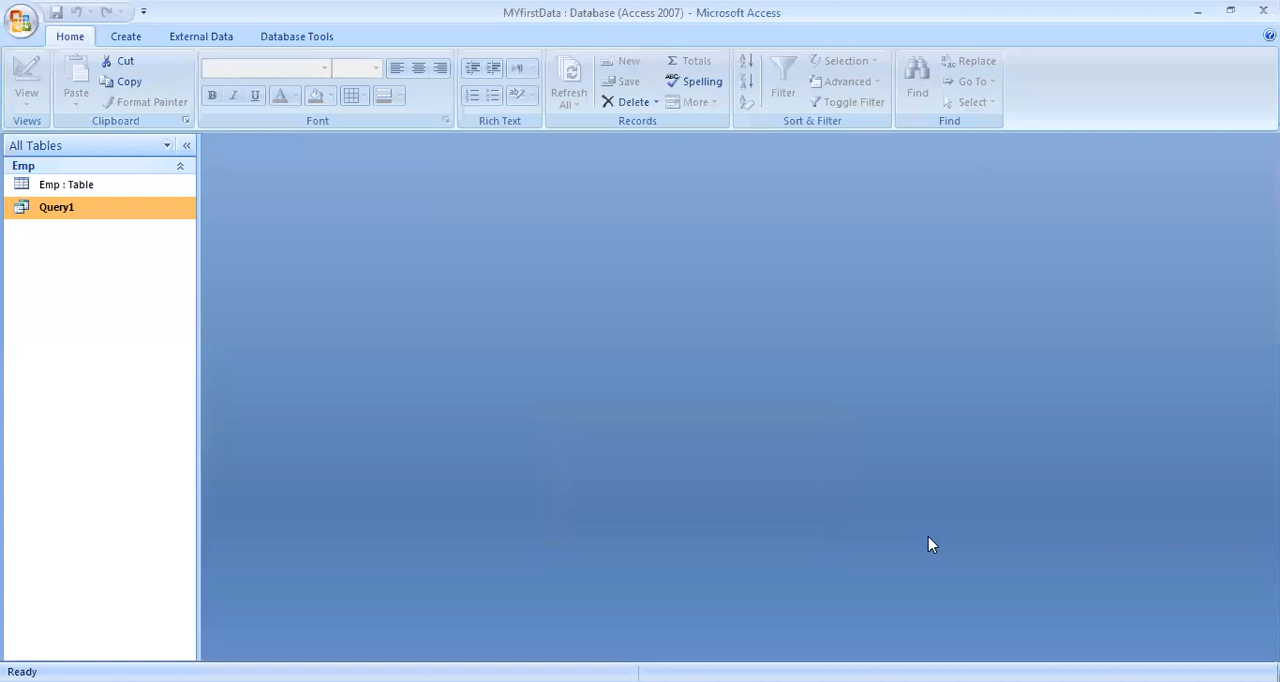 MYfirstData : Database (Access 2007) - Microsoft Access
Home Create External Data Database Tools
View Paste Cut Copy Format Painter B I U Refresh All New Save Delete Totals Spelling More Filter Selection Advanced Toggle Filter Find Replace Go To Select
Views Clipboard Font Rich Text Records Sort & Filter Find
All Tables
Emp
Emp : Table
Query1
Ready